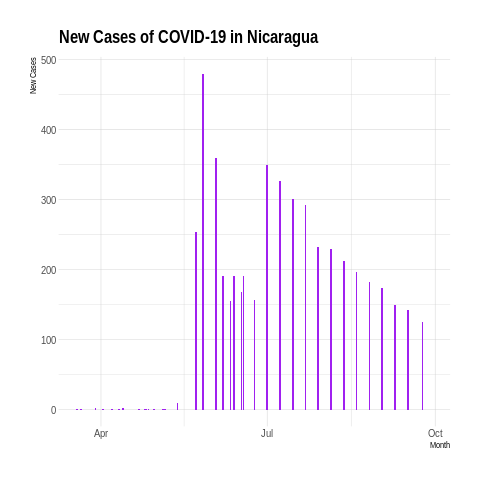 New Cases of COVID-19 in Nicaragua
New Cases
500
400
300
200
100
0
Apr
Jul
Oct
Month